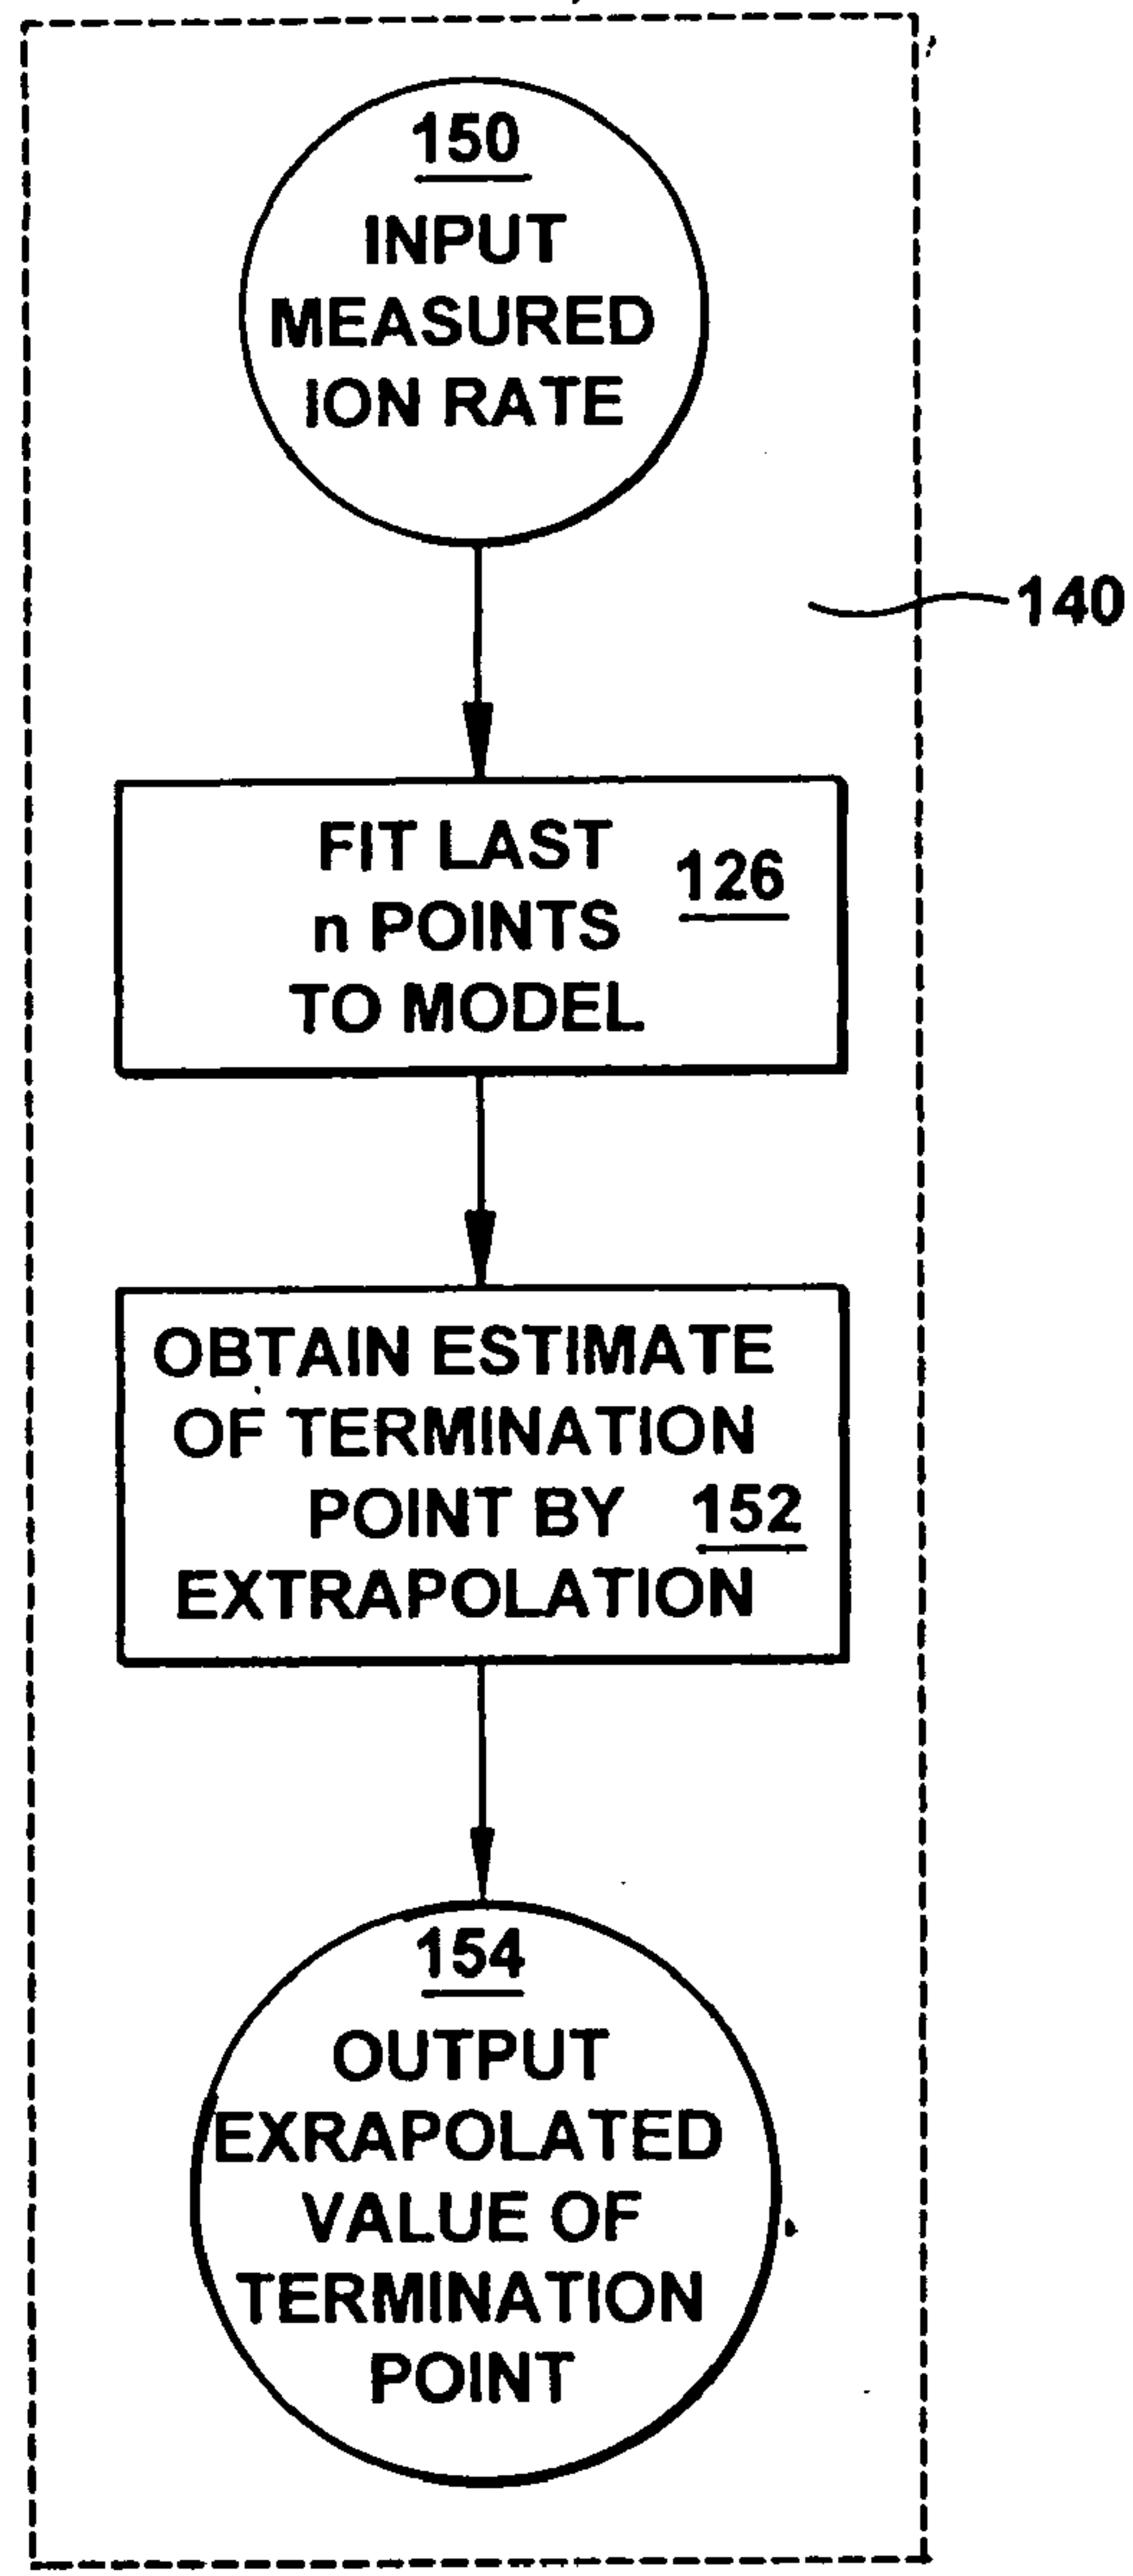 150
INPUT
MEASURED
ION RATE
140
FIT LAST
126
n POINTS
TO MODEL
OBTAIN ESTIMATE
OF TERMINATION
POINT BY 152
EXTRAPOLATION
154
OUTPUT
EXRAPOLATED
VALUE OF
TERMINATION
POINT